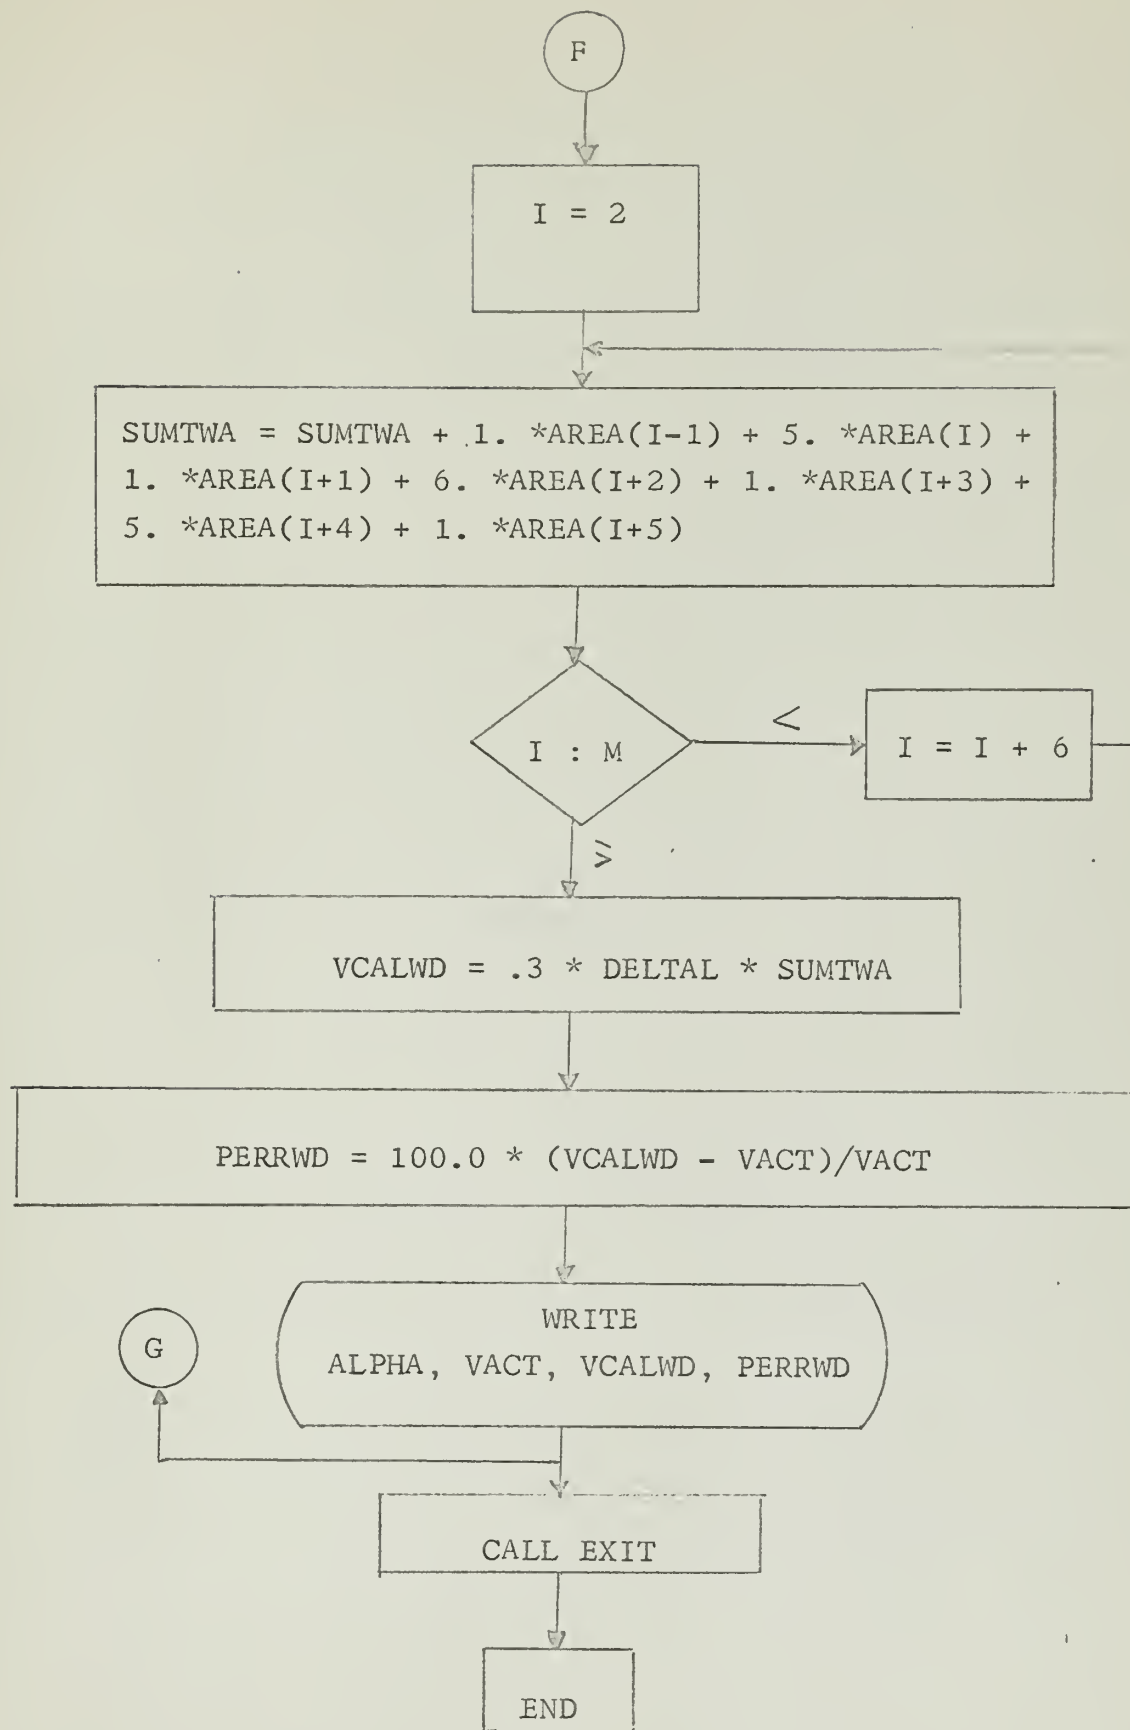 F
I = 2
SUMTWA = SUMTWA + 1. *AREA(I-1) + 5. *AREA(I) +
1. *AREA(I+1) + 6. *AREA(I+2) + 1. *AREA(I+3) +
5. *AREA(I+4) + 1. *AREA(I+5)
I : M
<
I = I + 6
≥
VCALWD = .3 * DELTAL * SUMTWA
PERRWD = 100.0 * (VCALWD - VACT)/VACT
WRITE
ALPHA, VACT, VCALWD, PERRWD
G
CALL EXIT
END